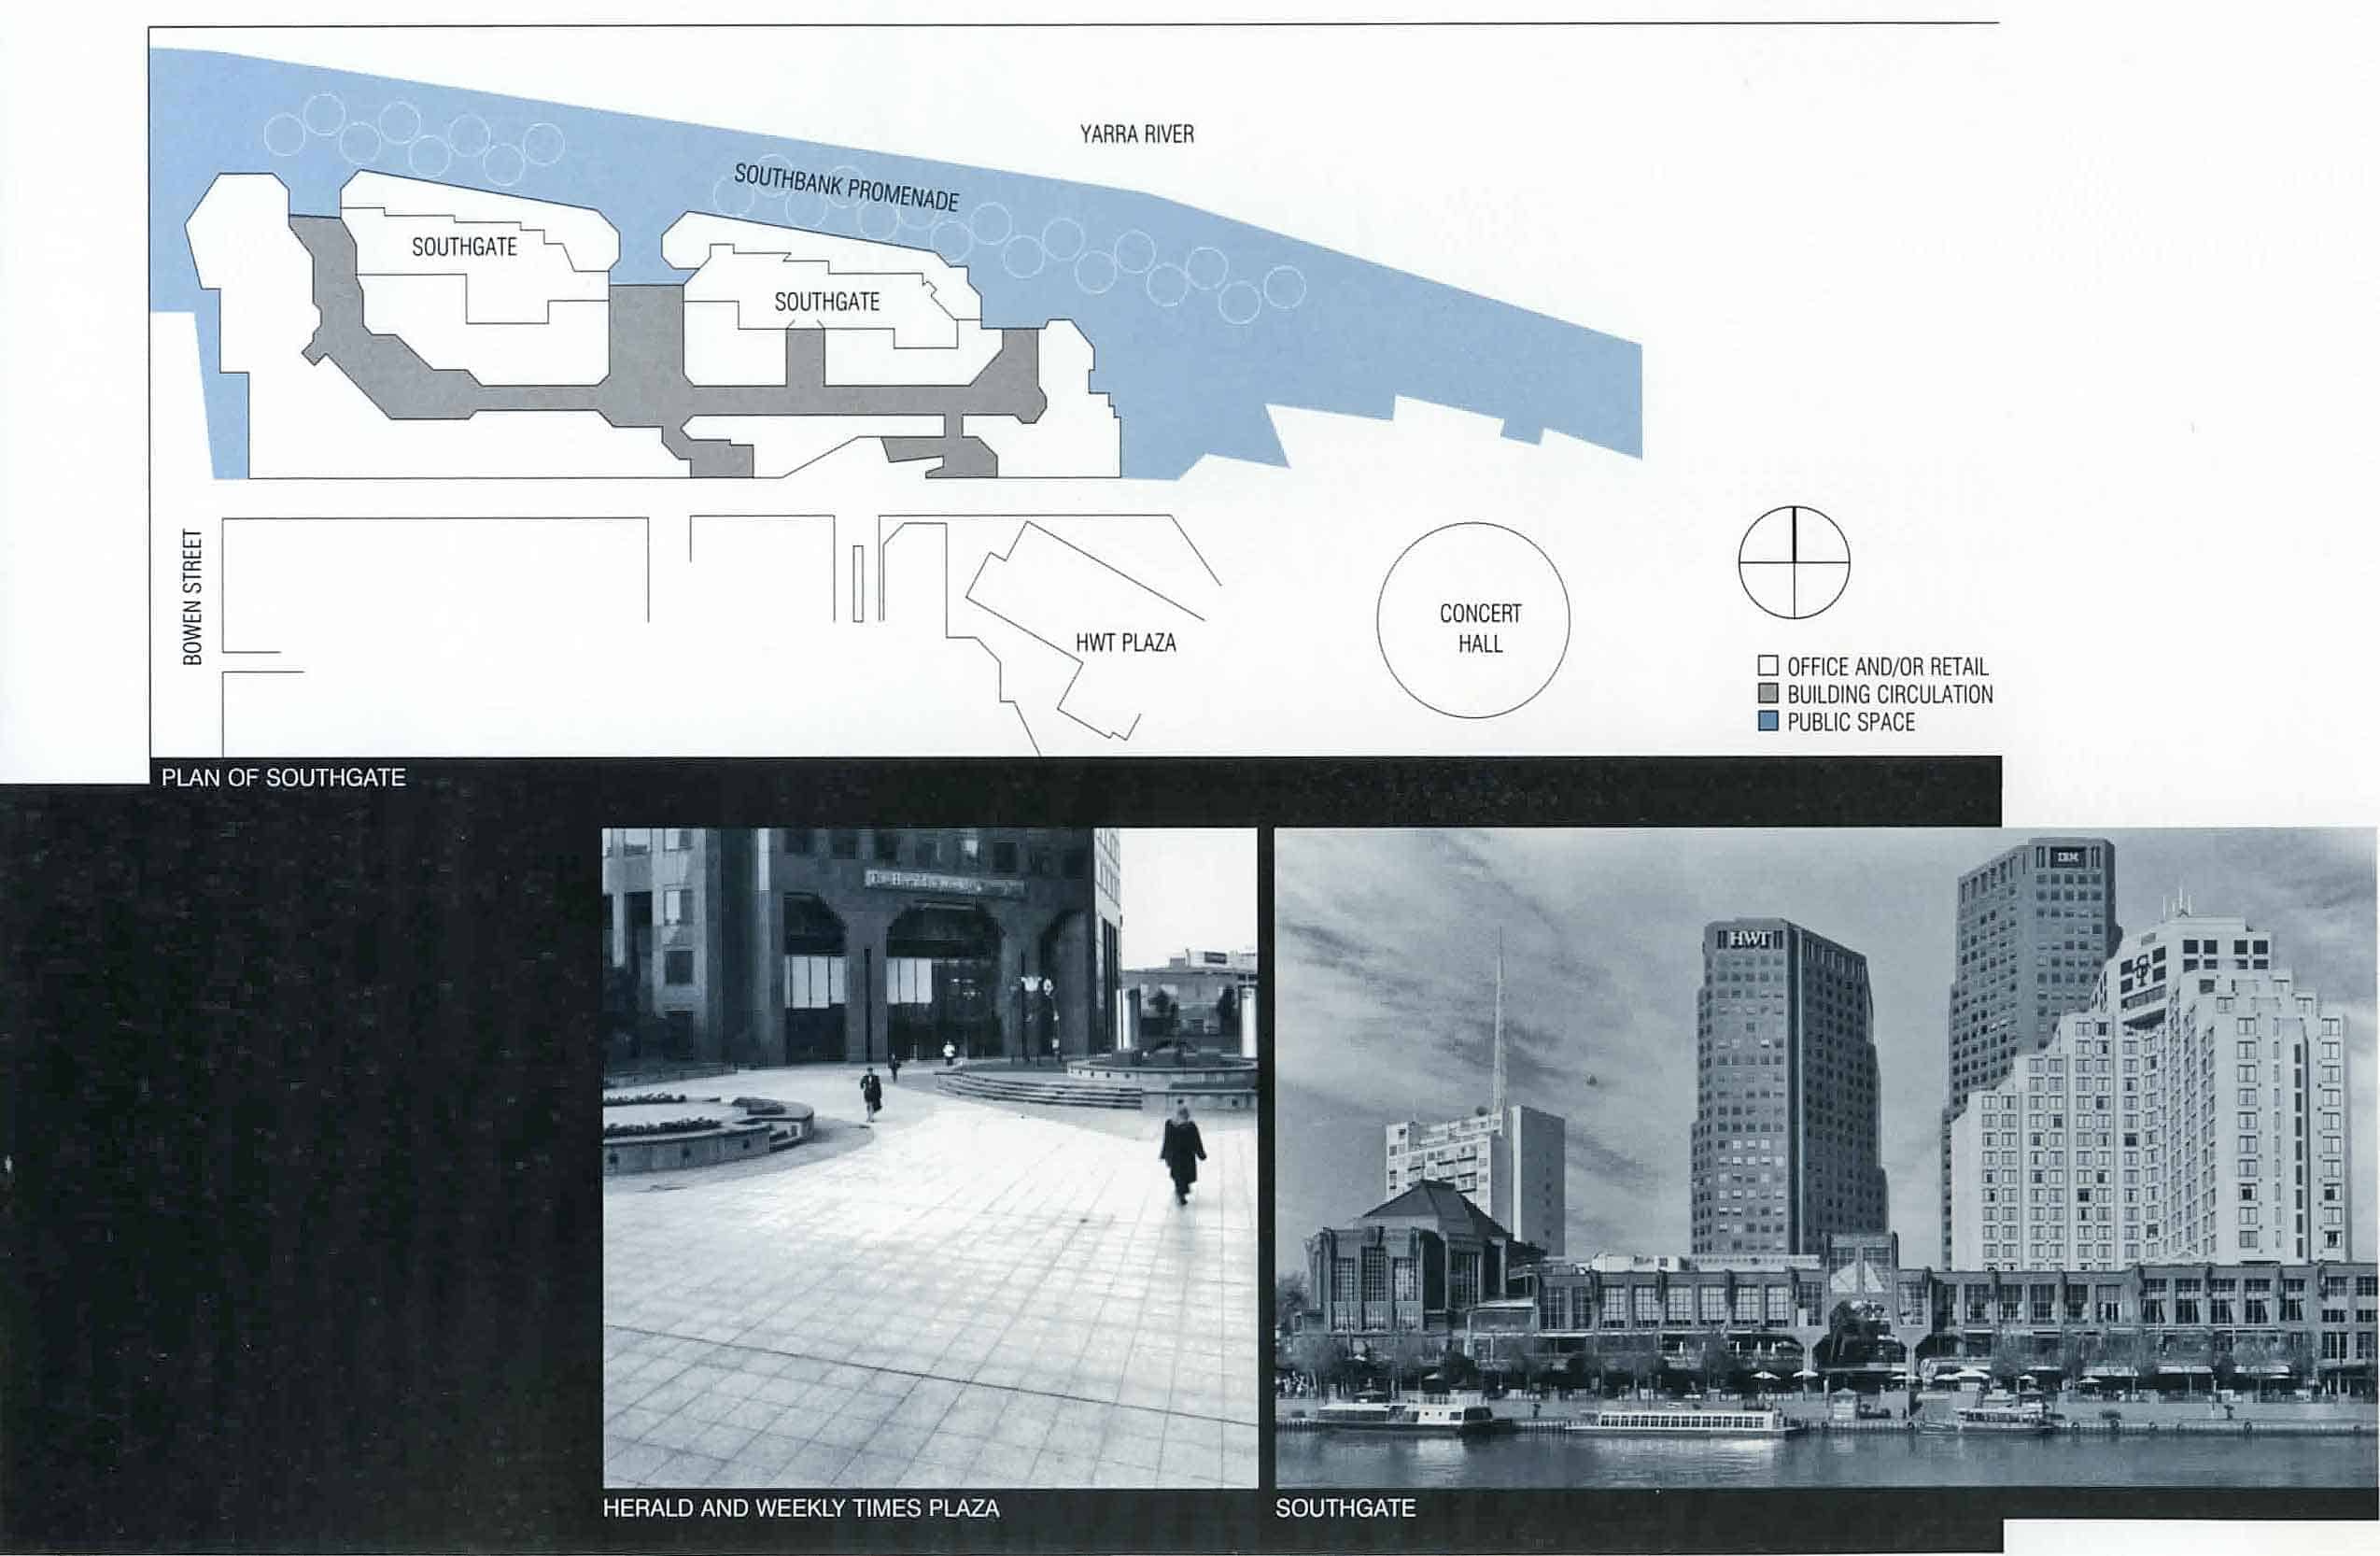 YARRA RIVER
SOUTHBANK PROMENADE
SOUTHGATE
SOUTHGATE
BOWEN STREET
HWT PLAZA
CONCERT
HALL
OFFICE AND/OR RETAIL
BUILDING CIRCULATION
PUBLIC SPACE
PLAN OF SOUTHGATE
HWT
IBM
HERALD AND WEEKLY TIMES PLAZA
SOUTHGATE